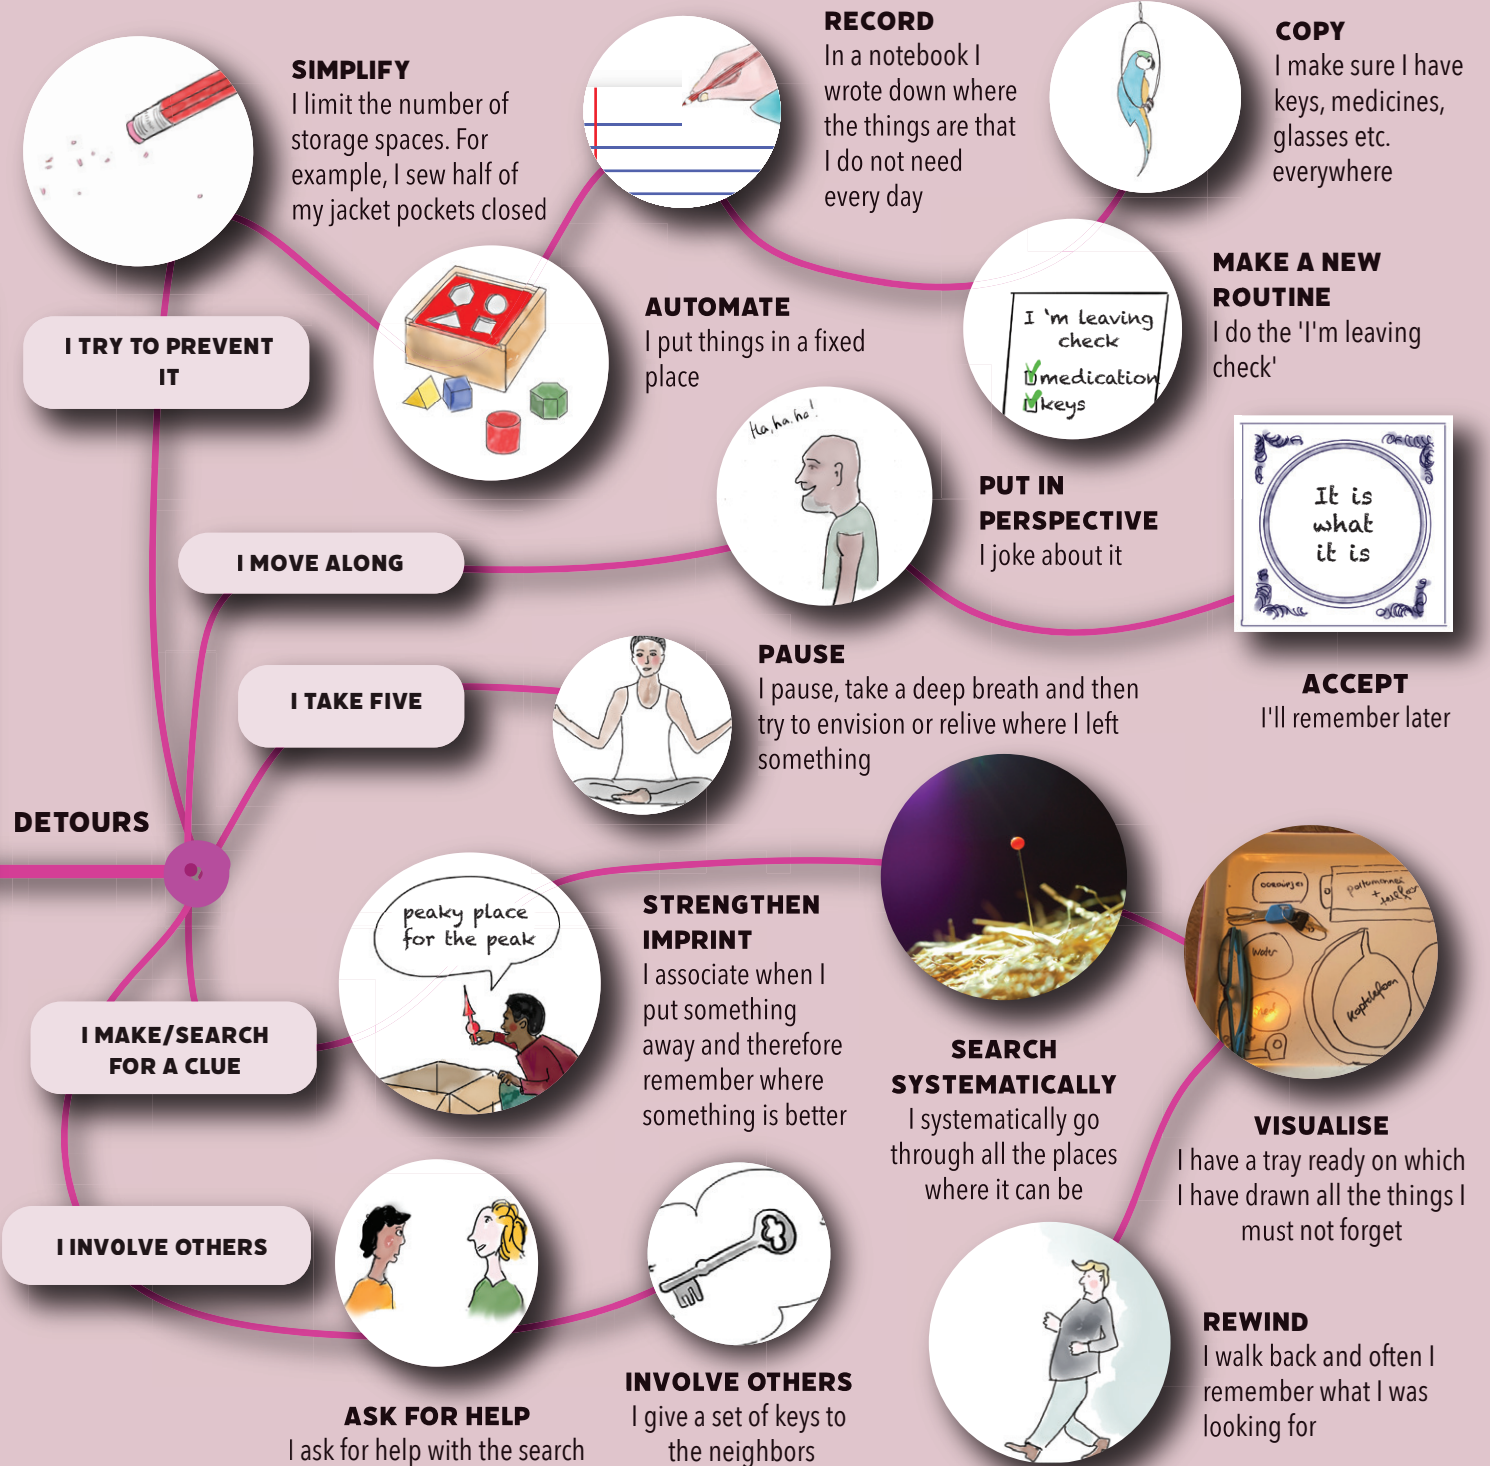 SIMPLIFY
I limit the number of
storage spaces. For
example, I sew half of
my jacket pockets closed
RECORD
In a notebook I
wrote down where
the things are that
I do not need
every day
COPY
I make sure I have
keys, medicines,
glasses etc.
everywhere
I TRY TO PREVENT
IT
AUTOMATE
I put things in a fixed
place
I 'm leaving
check
medication
keys
MAKE A NEW
ROUTINE
I do the 'I'm leaving
check'
I MOVE ALONG
Ha, ha, ha!
PUT IN
PERSPECTIVE
I joke about it
It is
what
it is
ACCEPT
I'll remember later
I TAKE FIVE
PAUSE
I pause, take a deep breath and then
try to envision or relive where I left
something
DETOURS
I MAKE/SEARCH
FOR A CLUE
peaky place
for the peak
STRENGTHEN
IMPRINT
I associate when I
put something
away and therefore
remember where
something is better
SEARCH
SYSTEMATICALLY
I systematically go
through all the places
where it can be
oordopjes
portemonnee
+
Water
Koptelefoon
VISUALISE
I have a tray ready on which
I have drawn all the things I
must not forget
REWIND
I walk back and often I
remember what I was
looking for
I INVOLVE OTHERS
ASK FOR HELP
I ask for help with the search
INVOLVE OTHERS
I give a set of keys to
the neighbors